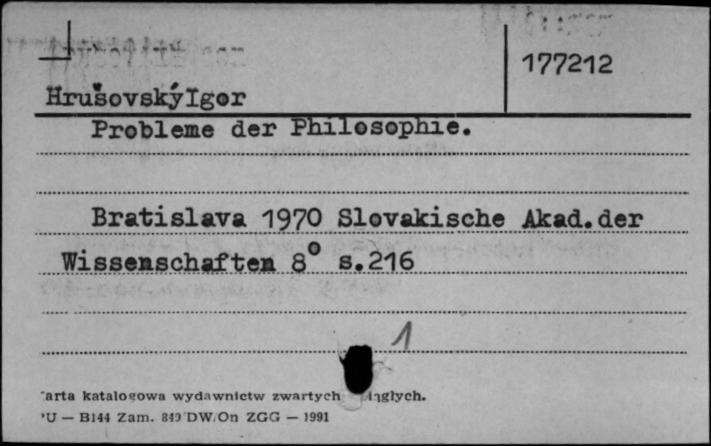 177212
Hrušovský Igor
Probleme der Philosophie.
Bratislava 1970 Slovakische Akad. der
Wissenschaften 8° s. 216
1
arta katalogowa wydawnictw zwartych
U — B144 Zam. DW/On ZGG — 1991